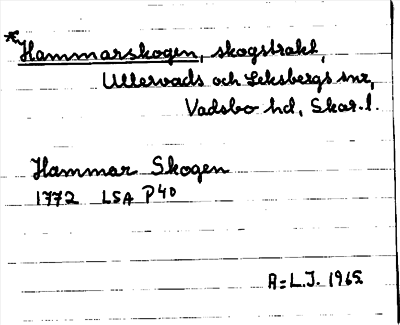 *Hammarskogen, skogstrakt,
Ullervads och Leksbergs snr,
Vadsbo hd, Skar. l.
Hammar Skogen
1772 LSA P40
A=L.J. 1965